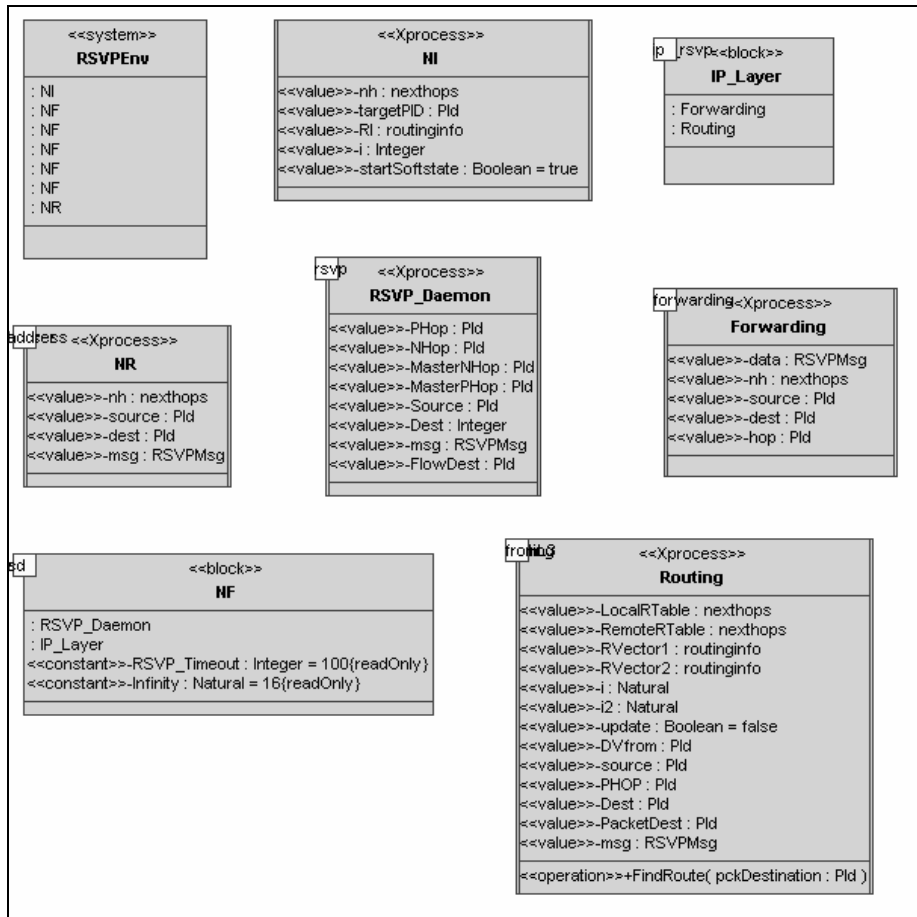 <<system>>
RSVPEnv
: NI
: NF
: NF
: NF
: NF
: NF
: NR
<<Xprocess>>
NI
<<value>>-nh : nexthops
<<value>>-targetPID : PId
<<value>>-RI : routinginfo
<<value>>-i : Integer
<<value>>-startSoftstate : Boolean = true
ip_rsvp
<<block>>
IP_Layer
: Forwarding
: Routing
address
<<Xprocess>>
NR
<<value>>-nh : nexthops
<<value>>-source : PId
<<value>>-dest : PId
<<value>>-msg : RSVPMsg
rsvp
<<Xprocess>>
RSVP_Daemon
<<value>>-PHop : PId
<<value>>-NHop : PId
<<value>>-MasterNHop : PId
<<value>>-MasterPHop : PId
<<value>>-Source : PId
<<value>>-Dest : Integer
<<value>>-msg : RSVPMsg
<<value>>-FlowDest : PId
forwarding
<<Xprocess>>
Forwarding
<<value>>-data : RSVPMsg
<<value>>-nh : nexthops
<<value>>-source : PId
<<value>>-dest : PId
<<value>>-hop : PId
sd
<<block>>
NF
: RSVP_Daemon
: IP_Layer
<<constant>>-RSVP_Timeout : Integer = 100{readOnly}
<<constant>>-Infinity : Natural = 16{readOnly}
<<Xprocess>>
Routing
<<value>>-LocalRTable : nexthops
<<value>>-RemoteRTable : nexthops
<<value>>-RVector1 : routinginfo
<<value>>-RVector2 : routinginfo
<<value>>-i : Natural
<<value>>-i2 : Natural
<<value>>-update : Boolean = false
<<value>>-DVfrom : PId
<<value>>-source : PId
<<value>>-PHOP : PId
<<value>>-Dest : PId
<<value>>-PacketDest : PId
<<value>>-msg : RSVPMsg
<<operation>>+FindRoute( pckDestination : PId )